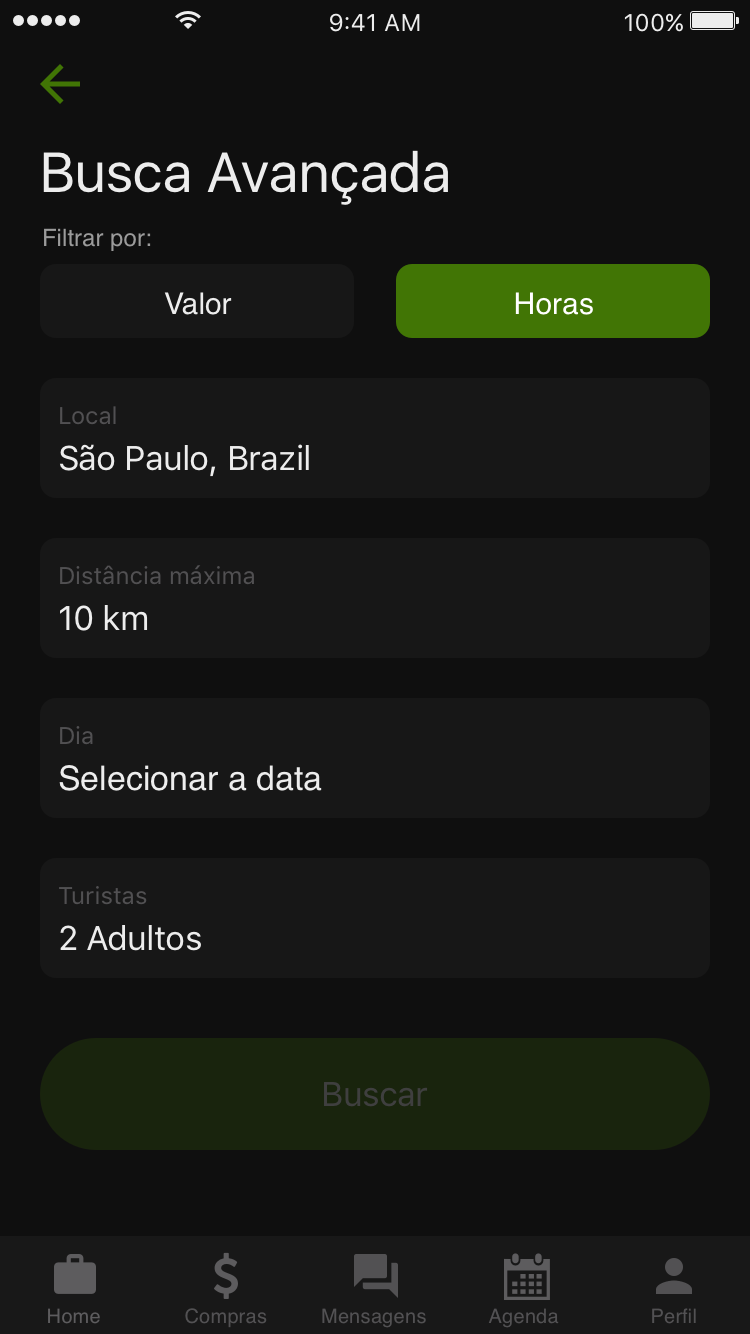 9:41 AM 100%
Busca Avançada
Filtrar por:
Valor Horas
Local
São Paulo, Brazil
Distância máxima
10 km
Dia
Selecionar a data
Turistas
2 Adultos
Buscar
Home Compras Mensagens Agenda Perfil